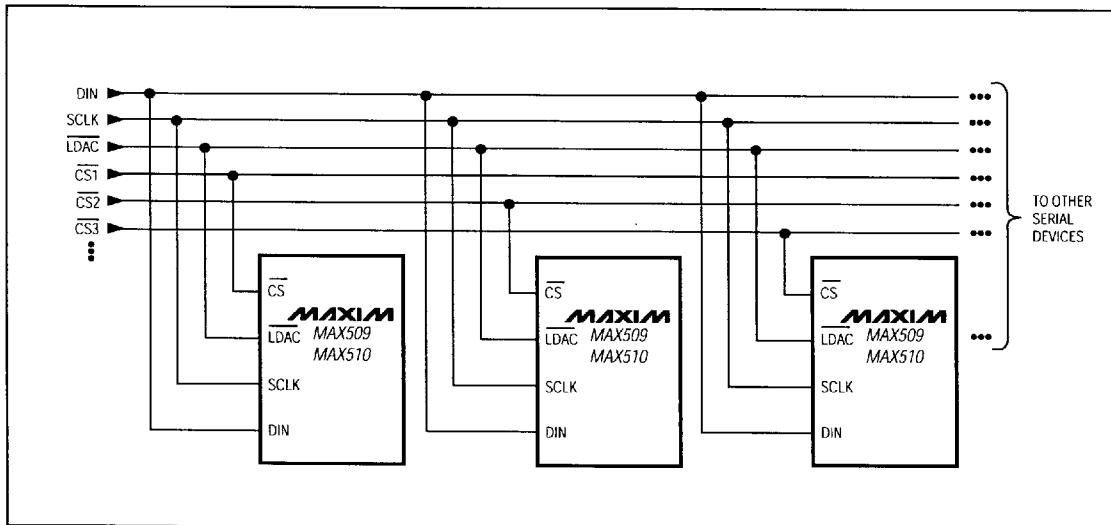 DIN
SCLK
LDAC
CS1
CS2
CS3
TO OTHER
SERIAL
DEVICES
CS
MAXIM
LDAC
MAX509
MAX510
SCLK
DIN
CS
MAXIM
LDAC
MAX509
MAX510
SCLK
DIN
CS
MAXIM
LDAC
MAX509
MAX510
SCLK
DIN